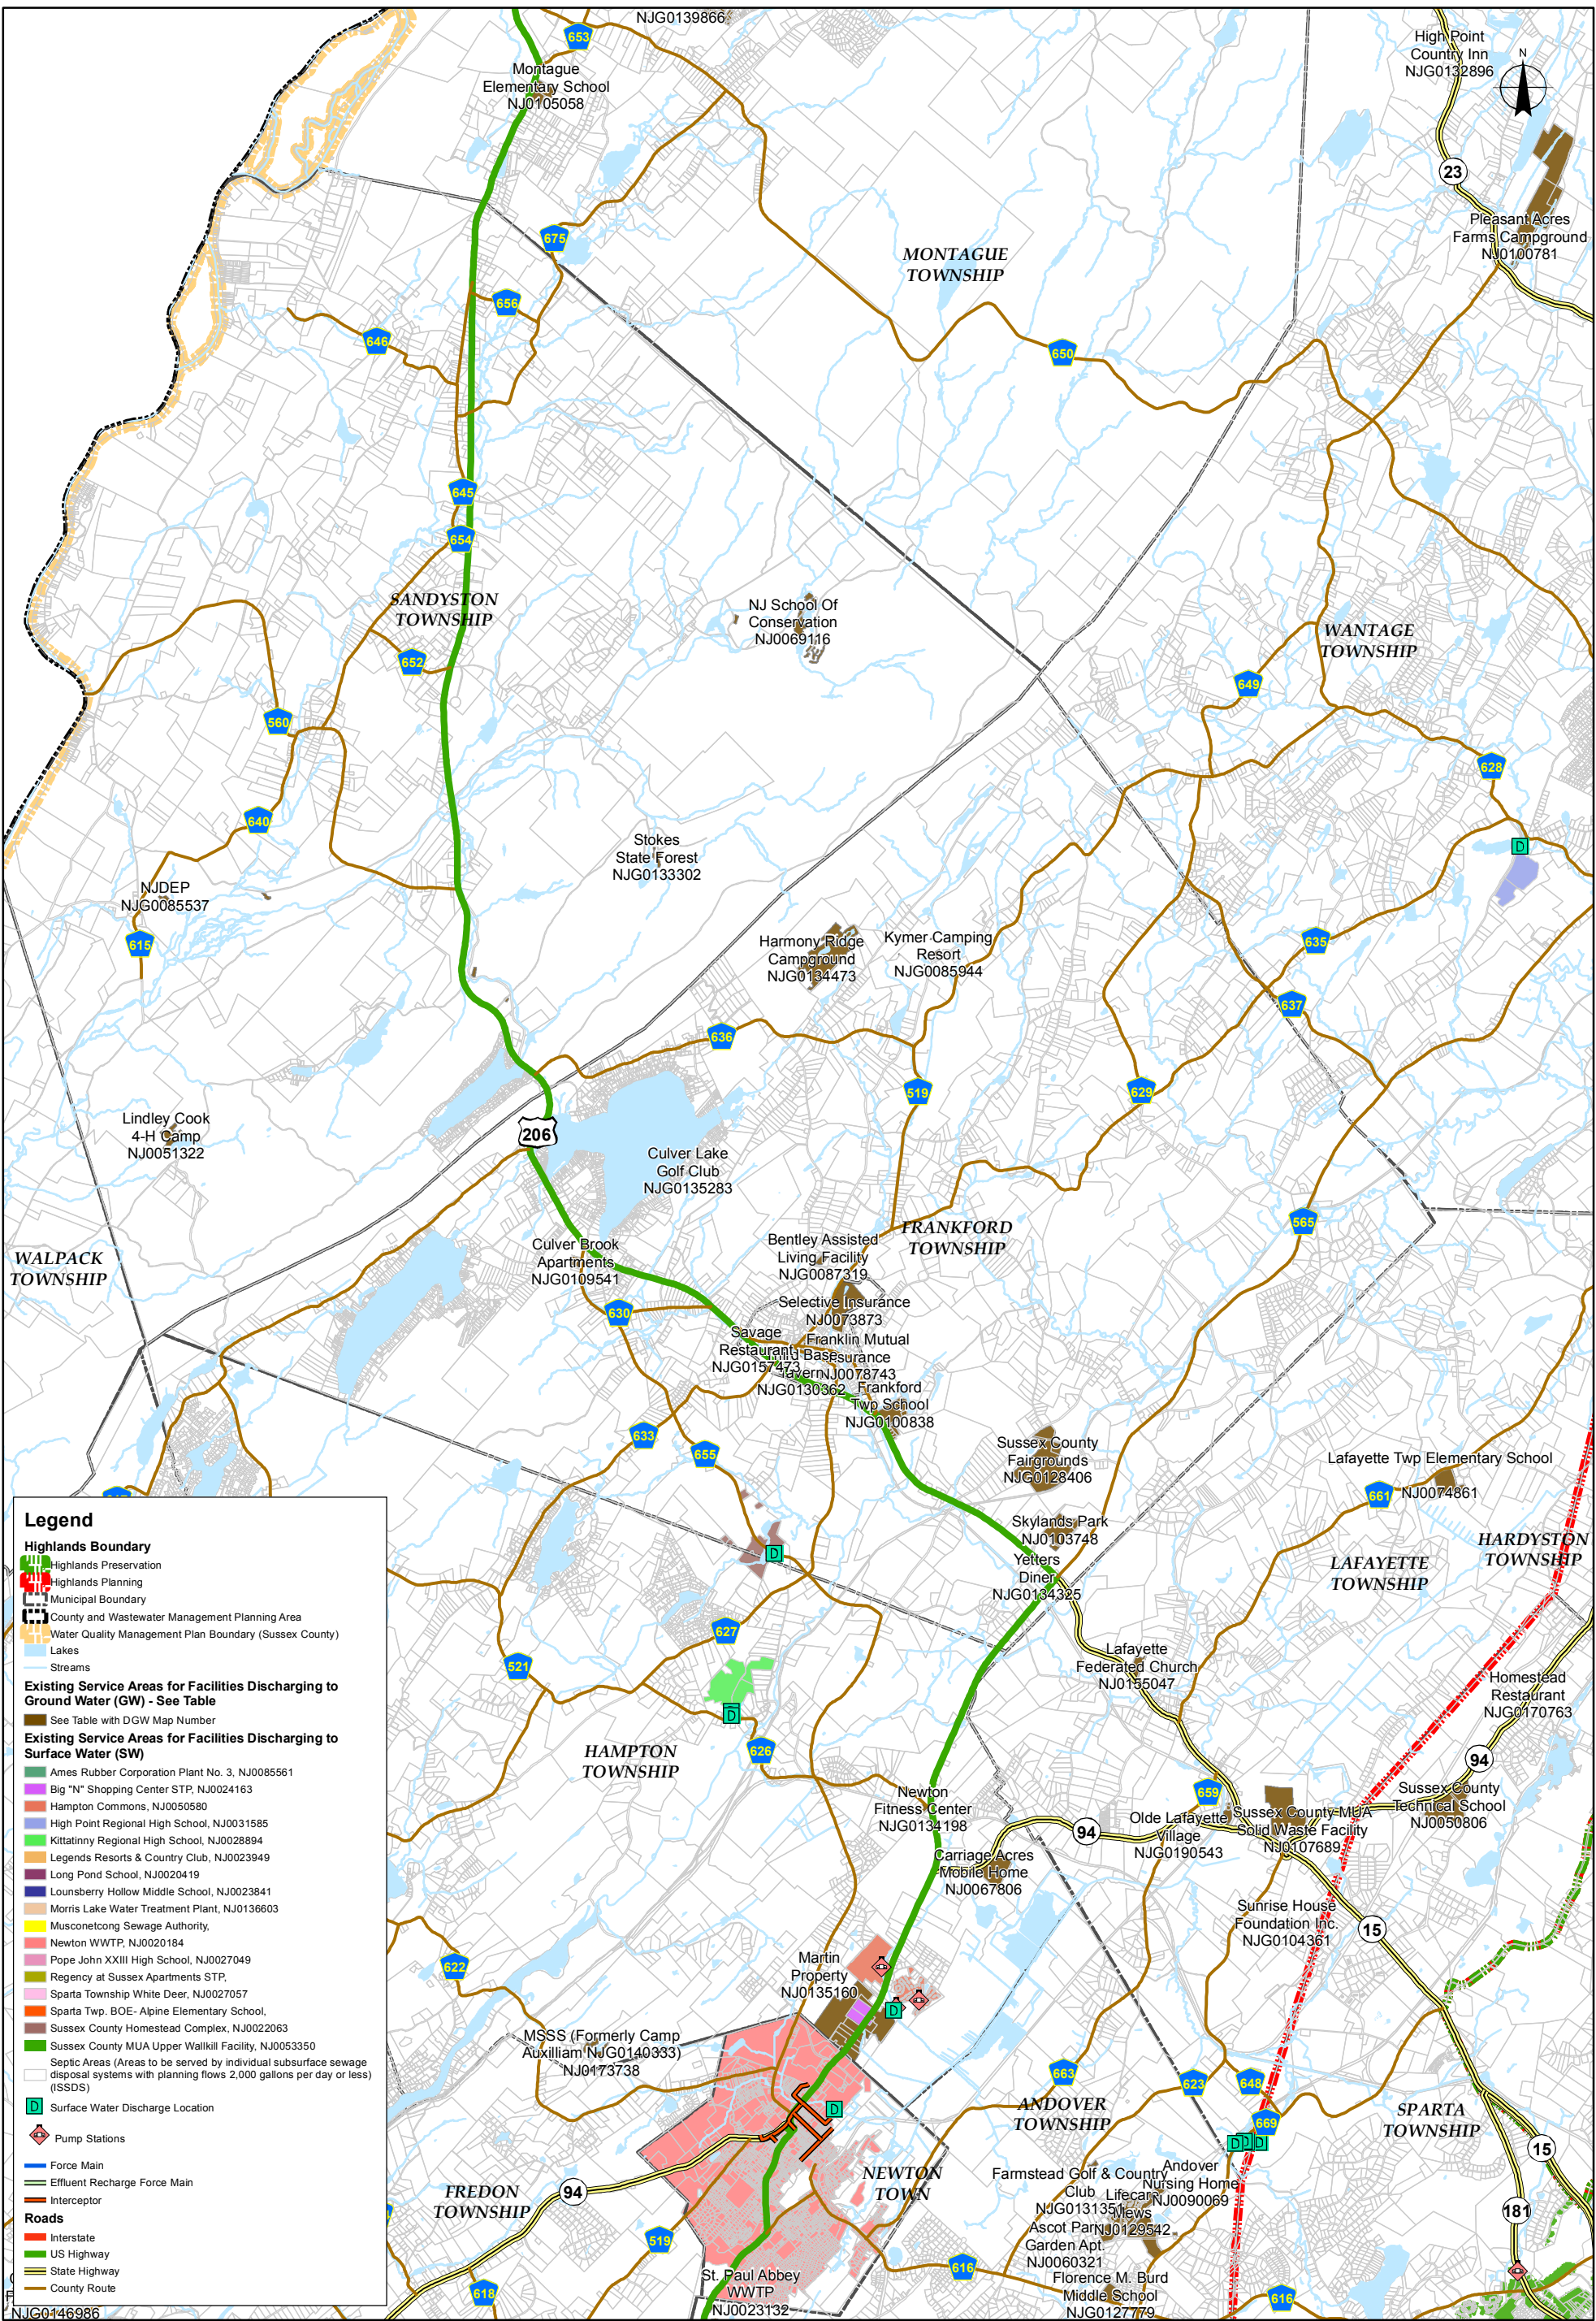 NJG0139866
653
Montague
Elementary School
NJ0105058
High Point
Country Inn
NJG0132896
N
23
Pleasant Acres
Farms Campground
NJ0100781
675
MONTAGUE
TOWNSHIP
656
646
650
645
654
SANDYSTON
TOWNSHIP
NJ School Of
Conservation
NJ0069116
WANTAGE
TOWNSHIP
652
649
560
628
640
D
Stokes
State Forest
NJG0133302
NJDEP
NJG0085537
615
Harmony Ridge
Campground
NJG0134473
Kymer Camping
Resort
NJG0085944
635
637
636
519
629
206
Lindley Cook
4-H Camp
NJ0051322
Culver Lake
Golf Club
NJG0135283
565
WALPACK
TOWNSHIP
Culver Brook
Apartments
NJG0109541
Bentley Assisted
Living Facility
NJG0087319
FRANKFORD
TOWNSHIP
630
Selective Insurance
NJ0073873
Savage
Restaurant
NJG0157473
Franklin Mutual
Insurance
NJ0078743
Third Base
Tavern
NJG0130362
Frankford
Twp School
NJG0100838
633
655
Sussex County
Fairgrounds
NJG0128406
Lafayette Twp Elementary School
NJ0074861
661
Skylands Park
NJ0103748
Yetters
Diner
NJG0134325
HARDYSTON
TOWNSHIP
LAFAYETTE
TOWNSHIP
D
627
521
Lafayette
Federated Church
NJ0155047
Homestead
Restaurant
NJG0170763
D
626
HAMPTON
TOWNSHIP
94
659
Newton
Fitness Center
NJG0134198
94
Olde Lafayette
Village
NJG0190543
Sussex County MUA
Solid Waste Facility
NJ0107689
Sussex County
Technical School
NJ0050806
Carriage Acres
Mobile Home
NJ0067806
Sunrise House
Foundation Inc.
NJG0104361
15
622
Martin
Property
NJ0135160
D
MSSS (Formerly Camp
Auxilliam NJG0140333)
NJ0173738
663
623
648
669
D
D
D
D
ANDOVER
TOWNSHIP
SPARTA
TOWNSHIP
15
181
NEWTON
TOWN
FREDON
TOWNSHIP
94
519
618
616
616
Farmstead Golf & Country
Club
NJG0131351
Lifecare
Mews
NJ0129542
Andover
Nursing Home
NJ0090069
Ascot Park
Garden Apt.
NJ0060321
Florence M. Burd
Middle School
NJG0127779
St. Paul Abbey
WWTP
NJ0023132
NJG0146986
Legend
Highlands Boundary
Highlands Preservation
Highlands Planning
Municipal Boundary
County and Wastewater Management Planning Area
Water Quality Management Plan Boundary (Sussex County)
Lakes
Streams
Existing Service Areas for Facilities Discharging to
Ground Water (GW) - See Table
See Table with DGW Map Number
Existing Service Areas for Facilities Discharging to
Surface Water (SW)
Ames Rubber Corporation Plant No. 3, NJ0085561
Big "N" Shopping Center STP, NJ0024163
Hampton Commons, NJ0050580
High Point Regional High School, NJ0031585
Kittatinny Regional High School, NJ0028894
Legends Resorts & Country Club, NJ0023949
Long Pond School, NJ0020419
Lounsberry Hollow Middle School, NJ0023841
Morris Lake Water Treatment Plant, NJ0136603
Musconetcong Sewage Authority,
Newton WWTP, NJ0020184
Pope John XXIII High School, NJ0027049
Regency at Sussex Apartments STP,
Sparta Township White Deer, NJ0027057
Sparta Twp. BOE- Alpine Elementary School,
Sussex County Homestead Complex, NJ0022063
Sussex County MUA Upper Wallkill Facility, NJ0053350
Septic Areas (Areas to be served by individual subsurface sewage
disposal systems with planning flows 2,000 gallons per day or less)
(ISSDS)
D Surface Water Discharge Location
Pump Stations
Force Main
Effluent Recharge Force Main
Interceptor
Roads
Interstate
US Highway
State Highway
County Route